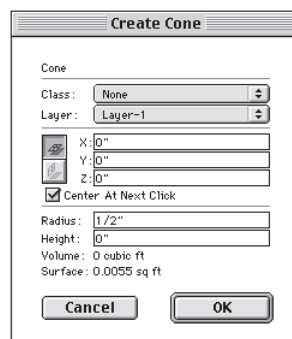 Create Cone
Cone
Class: None
Layer: Layer-1
X: 0"
Y: 0"
Z: 0"
Center At Next Click
Radius: 1/2"
Height: 0"
Volume: 0 cubic ft
Surface: 0.0055 sq ft
Cancel OK